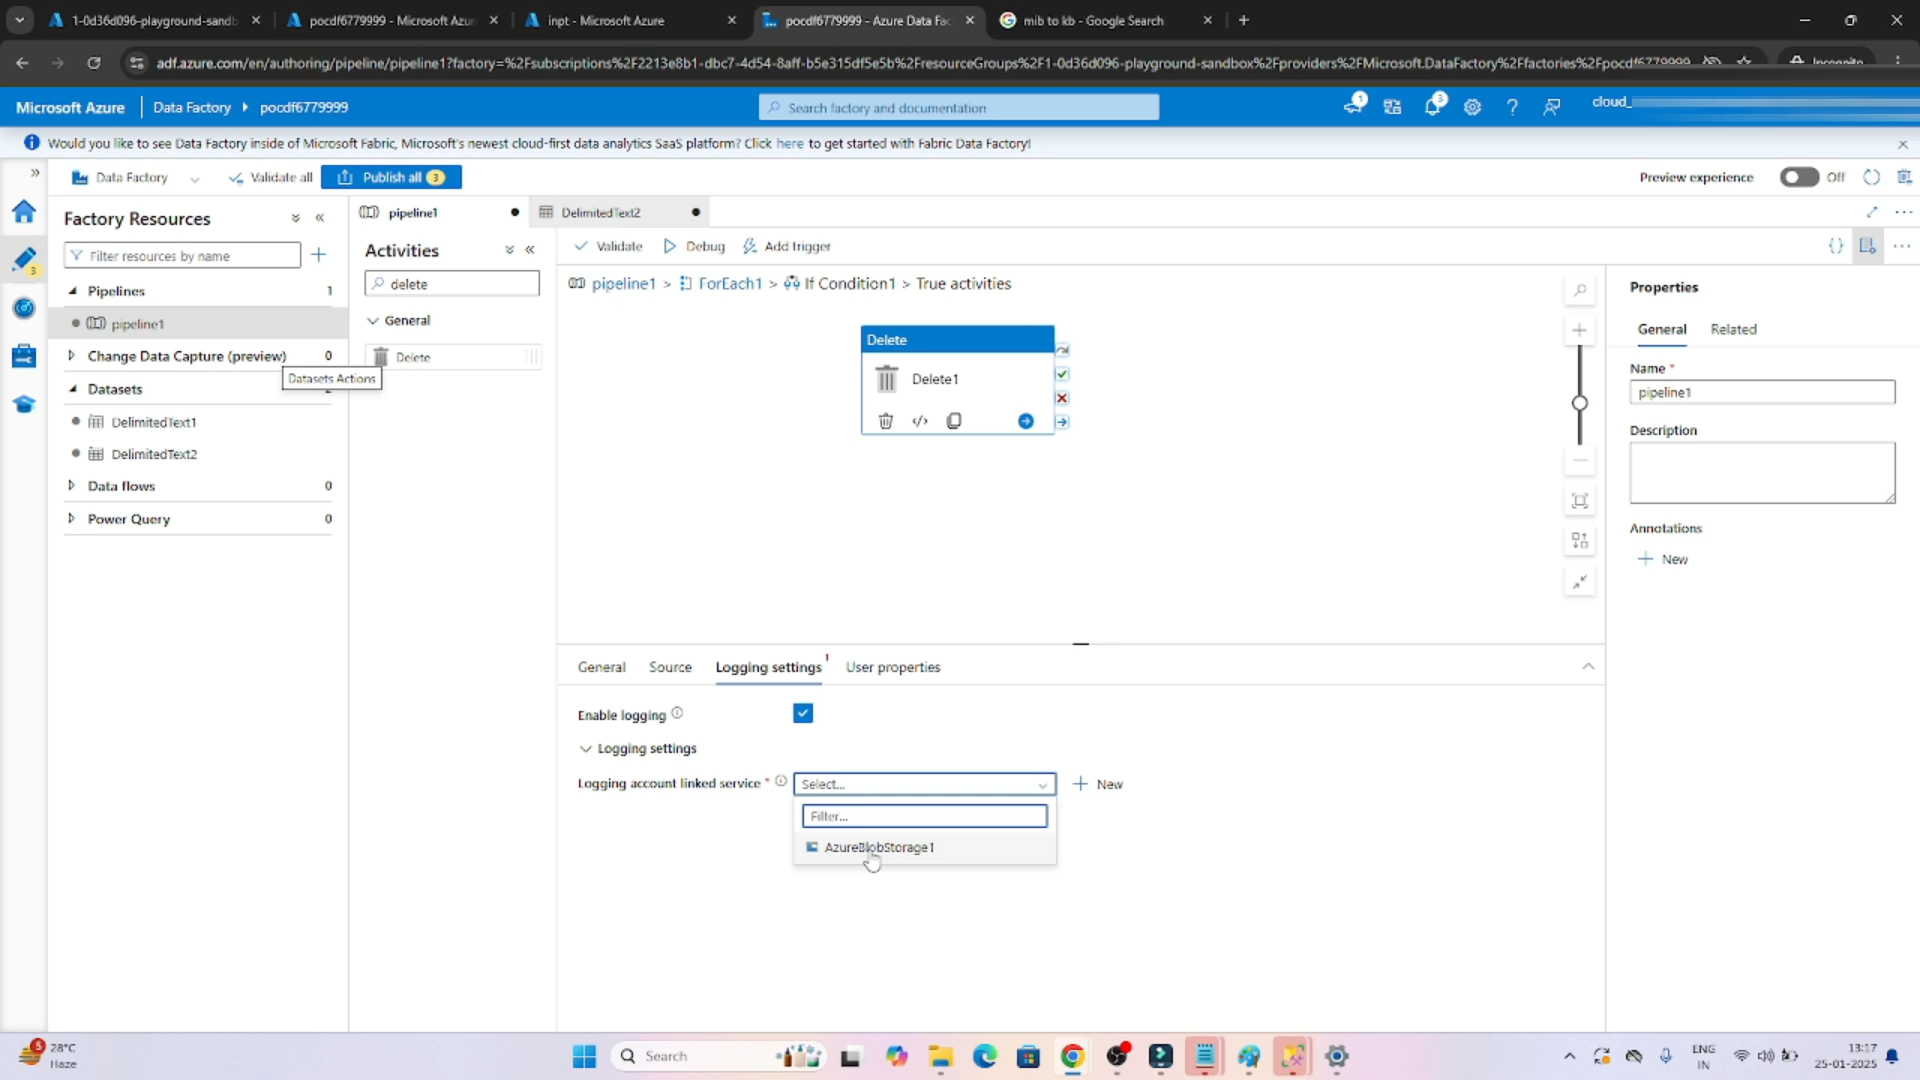 1-0d36d096-playground-sandb
pocdf6779999 - Microsoft Azur
inpt - Microsoft Azure
pocdf6779999 - Azure Data Fac
mib to kb - Google Search
adf.azure.com/en/authoring/pipeline/pipeline1?factory=%2Fsubscriptions%2F2213e8b1-dbc7-4d54-8aff-b5e315df5e5b%2FresourceGroups%2F1-0d36d096-playground-sandbox%2Fproviders%2FMicrosoft.DataFactory%2Ffactories%2Fpocdf6779999
Incognito
Microsoft Azure
Data Factory
pocdf6779999
Search factory and documentation
1
3
cloud_
Would you like to see Data Factory inside of Microsoft Fabric, Microsoft's newest cloud-first data analytics SaaS platform? Click here to get started with Fabric Data Factory!
Data Factory
Validate all
Publish all 3
Preview experience
Off
Factory Resources
pipeline1
DelimitedText2
Filter resources by name
Activities
Validate
Debug
Add trigger
3
delete
pipeline1 > ForEach1 > If Condition1 > True activities
Pipelines 1
pipeline1
General
Change Data Capture (preview) 0
Delete
Datasets Actions
Datasets
DelimitedText1
DelimitedText2
Data flows 0
Power Query 0
Delete
Delete1
Properties
General
Related
Name *
pipeline1
Description
Annotations
New
General
Source
Logging settings 1
User properties
Enable logging
Logging settings
Logging account linked service *
Select...
New
Filter...
AzureBlobStorage1
5
28°C
Haze
Search
ENG
IN
13:17
25-01-2025